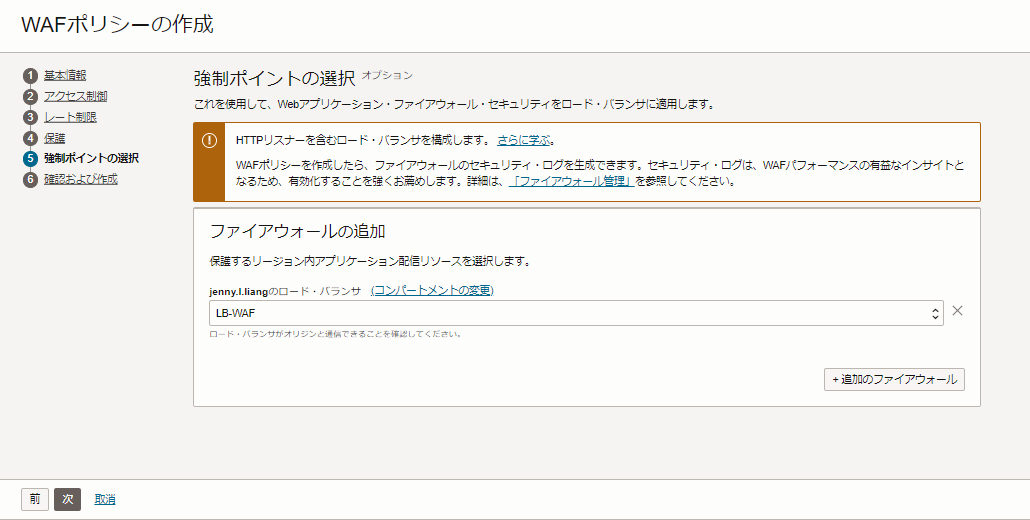 WAFポリシーの作成
1 基本情報
2 アクセス制御
3 レート制限
4 保護
5 強制ポイントの選択
6 確認および作成
強制ポイントの選択 オプション
これを使用して、Webアプリケーション・ファイアウォール・セキュリティをロード・バランサに適用します。
HTTPリスナーを含むロード・バランサを構成します。 さらに学ぶ。
WAFポリシーを作成したら、ファイアウォールのセキュリティ・ログを生成できます。セキュリティ・ログは、WAFパフォーマンスの有益なインサイトと
なるため、有効化することを強くお薦めします。詳細は、「ファイアウォール管理」を参照してください。
ファイアウォールの追加
保護するリージョン内アプリケーション配信リソースを選択します。
jenny.l.liangのロード・バランサ (コンパートメントの変更)
LB-WAF
ロード・バランサがオリジンと通信できることを確認してください。
+ 追加のファイアウォール
前 次 取消